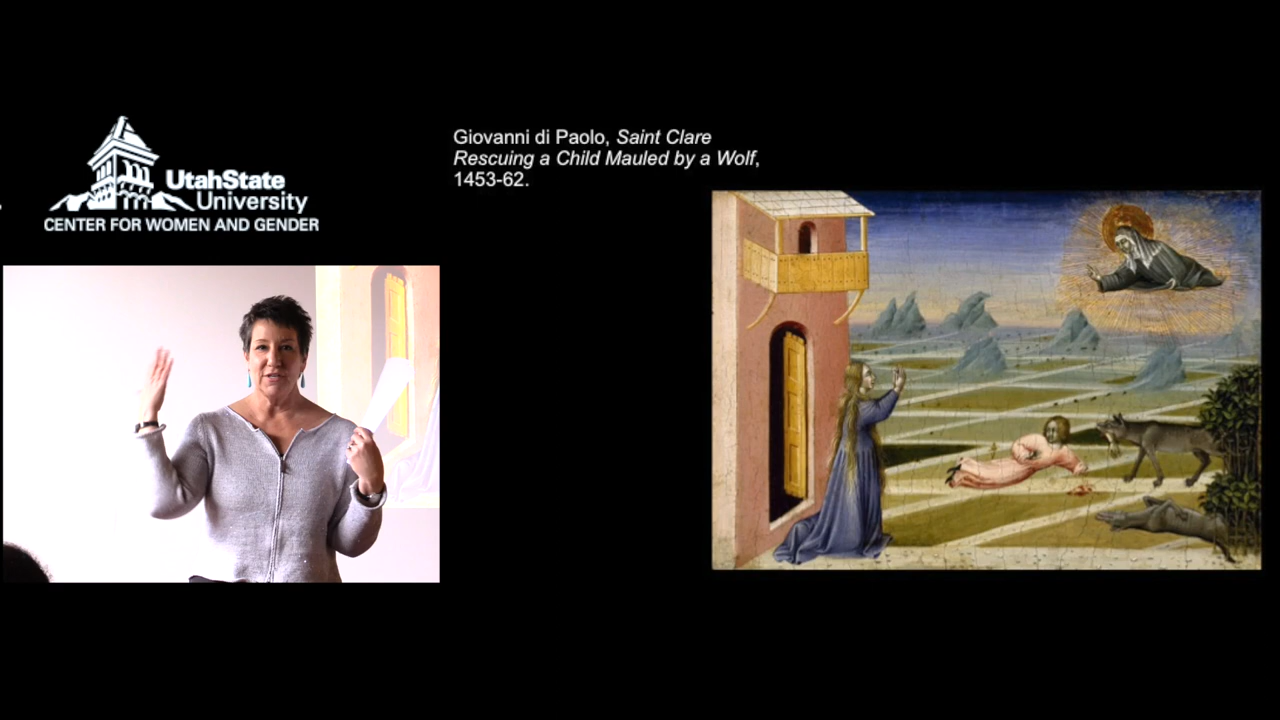 UtahState
University
CENTER FOR WOMEN AND GENDER
Giovanni di Paolo, Saint Clare
Rescuing a Child Mauled by a Wolf,
1453-62.